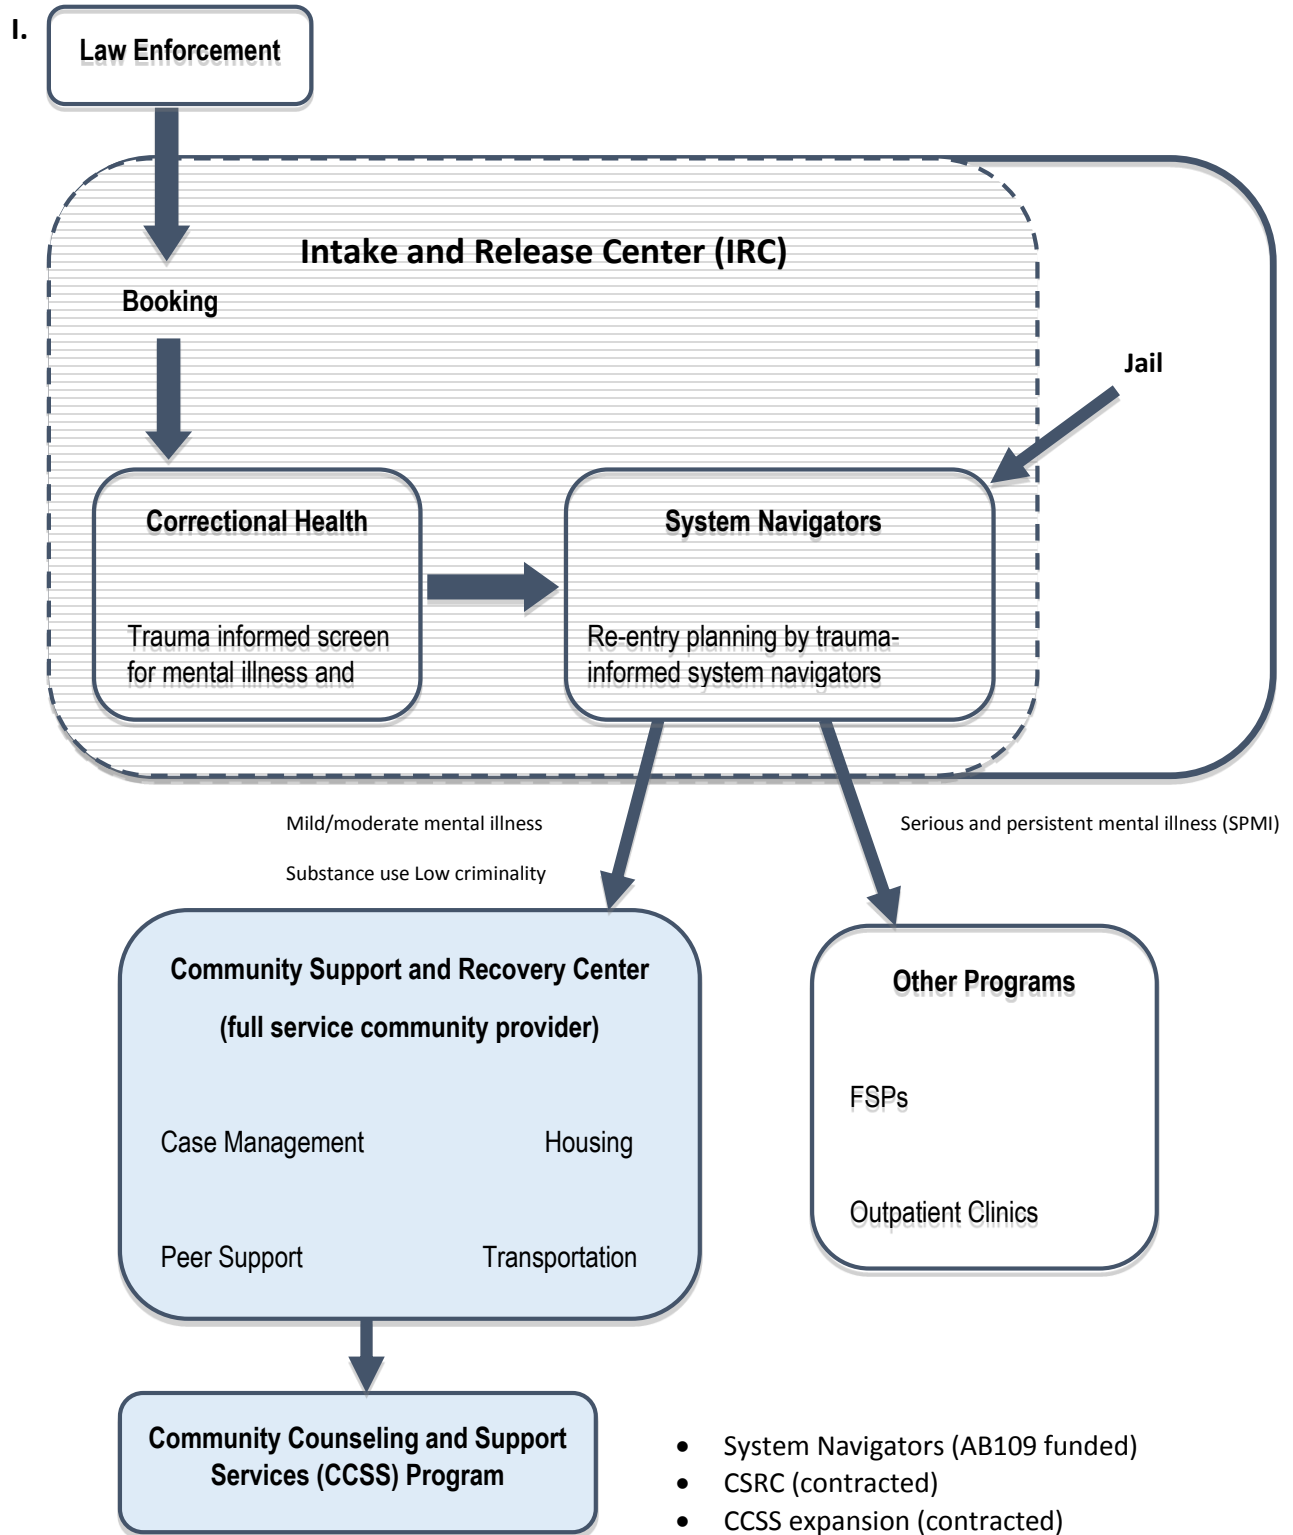 I.
Law Enforcement
Intake and Release Center (IRC)
Booking
Jail
Correctional Health
Trauma informed screen
for mental illness and
System Navigators
Re-entry planning by trauma-
informed system navigators
Mild/moderate mental illness
Substance use Low criminality
Serious and persistent mental illness (SPMI)
Community Support and Recovery Center
(full service community provider)
Case Management
Housing
Peer Support
Transportation
Other Programs
FSPs
Outpatient Clinics
Community Counseling and Support
Services (CCSS) Program
• System Navigators (AB109 funded)
• CSRC (contracted)
• CCSS expansion (contracted)